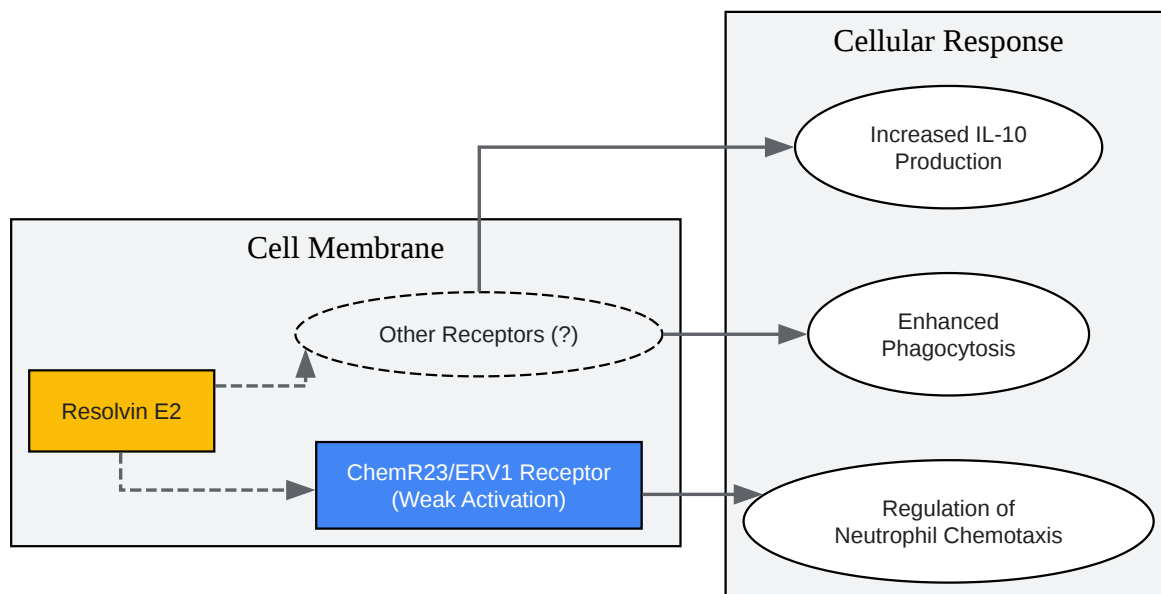 Cellular Response
Increased IL-10
Production
Cell Membrane
Other Receptors (?)
Enhanced
Phagocytosis
Resolvin E2
ChemR23/ERV1 Receptor
(Weak Activation)
Regulation of
Neutrophil Chemotaxis